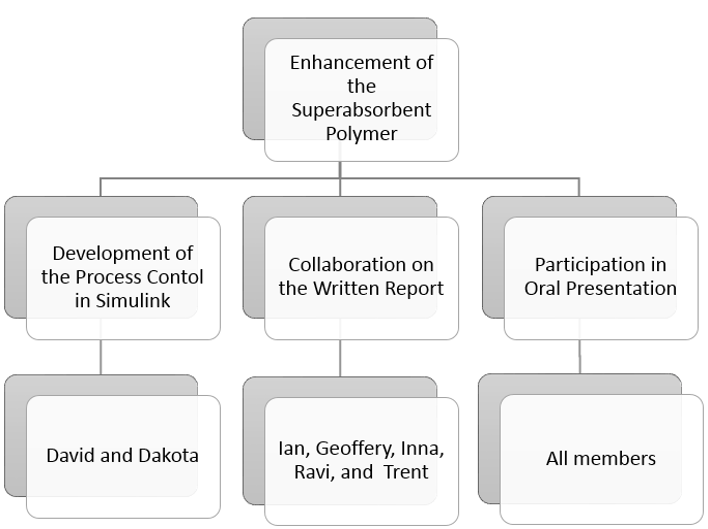 Enhancement of
the
Superabsorbent
Polymer
Development of
the Process Contol
in Simulink
Collaboration on
the Written Report
Participation in
Oral Presentation
David and Dakota
Ian, Geoffery, Inna,
Ravi, and  Trent
All members